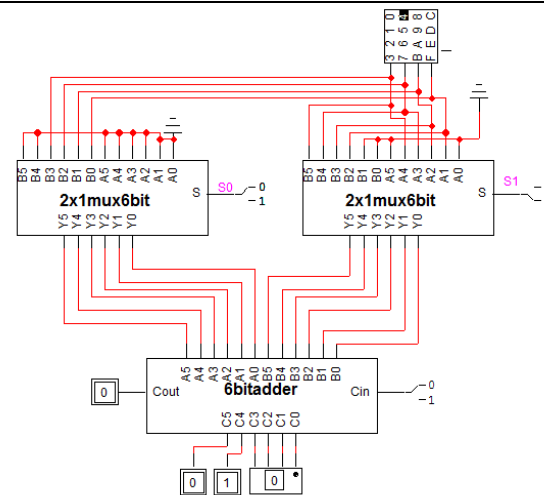 0 4 8 C
1 5 9 D
2 6 A E
3 7 B F
B5 B4 B3 B2 B1 B0 A5 A4 A3 A2 A1 A0
S
2x1mux6bit
Y5 Y4 Y3 Y2 Y1 Y0
S0
0
1
B5 B4 B3 B2 B1 B0 A5 A4 A3 A2 A1 A0
S
2x1mux6bit
Y5 Y4 Y3 Y2 Y1 Y0
S1
0
1
A5 A4 A3 A2 A1 A0 B5 B4 B3 B2 B1 B0
0
Cout
6bitadder
Cin
0
1
C5 C4 C3 C2 C1 C0
0 1 0